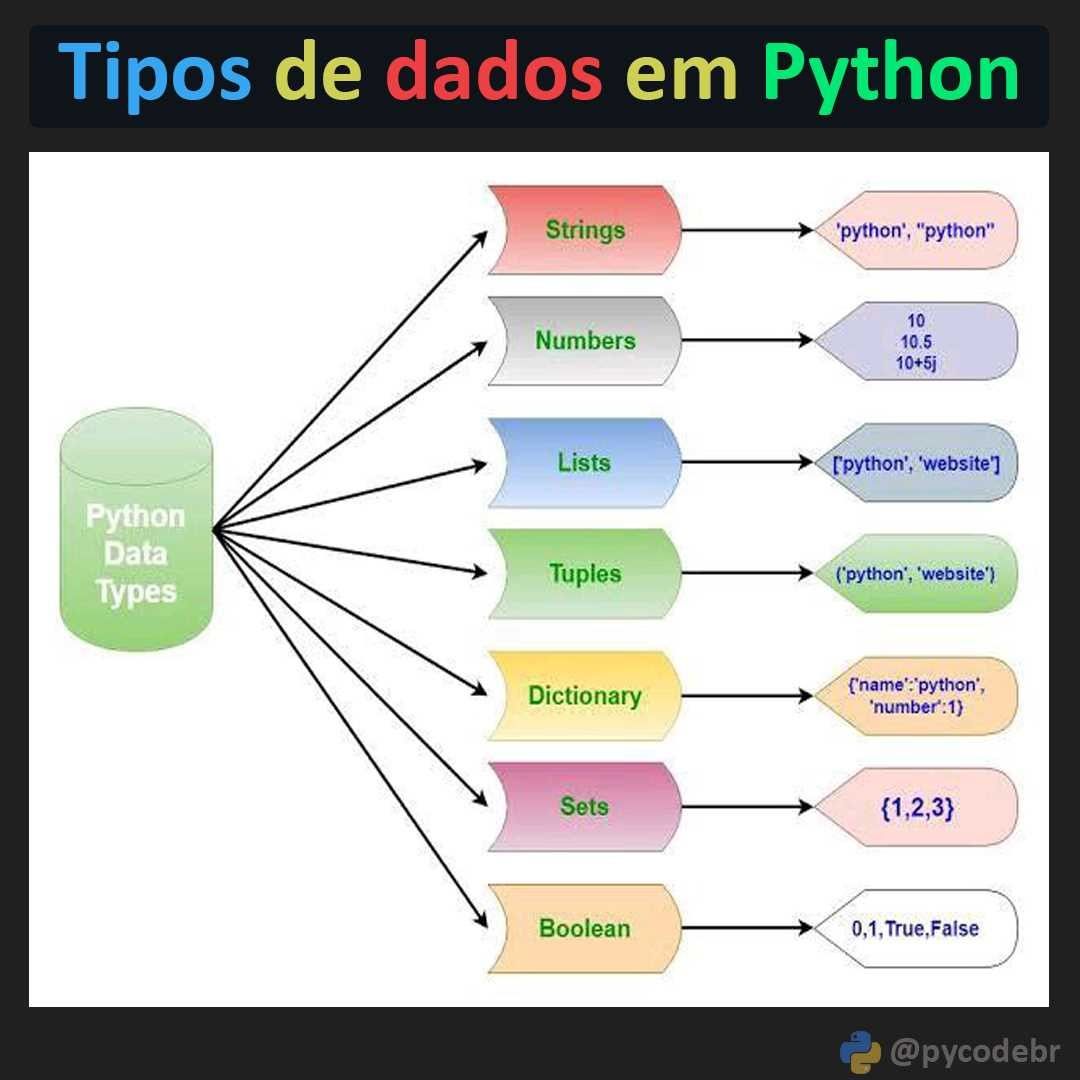 Tipos de dados em Python
Python
Data
Types
Strings
'python', "python"
Numbers
10
10.5
10+5j
Lists
['python', 'website']
Tuples
('python', 'website')
Dictionary
{'name':'python',
'number':1}
Sets
{1,2,3}
Boolean
0,1,True,False
@pycodebr